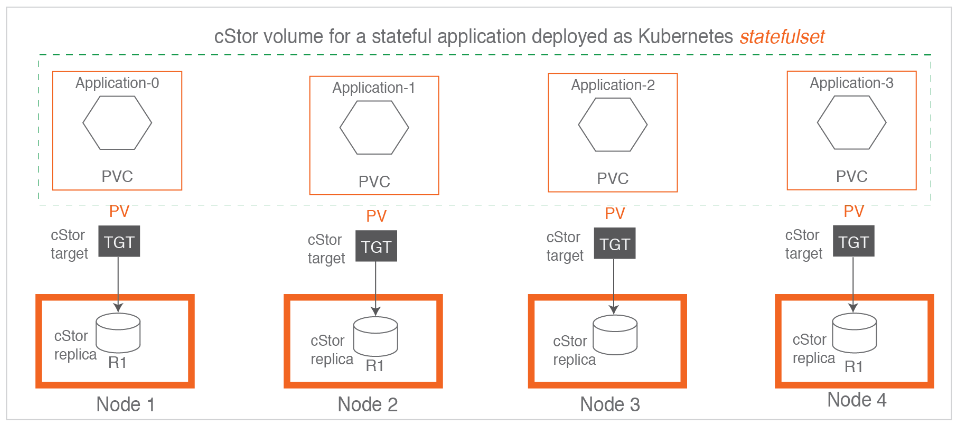 cStor volume for a stateful application deployed as Kubernetes statefulset
Application-0
PVC
Application-1
PVC
Application-2
PVC
Application-3
PVC
PV
cStor
target
TGT
PV
cStor
target
TGT
PV
cStor
target
TGT
PV
cStor
target
TGT
cStor
replica
R1
Node 1
cStor
replica
R1
Node 2
cStor
replica
Node 3
cStor
replica
R1
Node 4